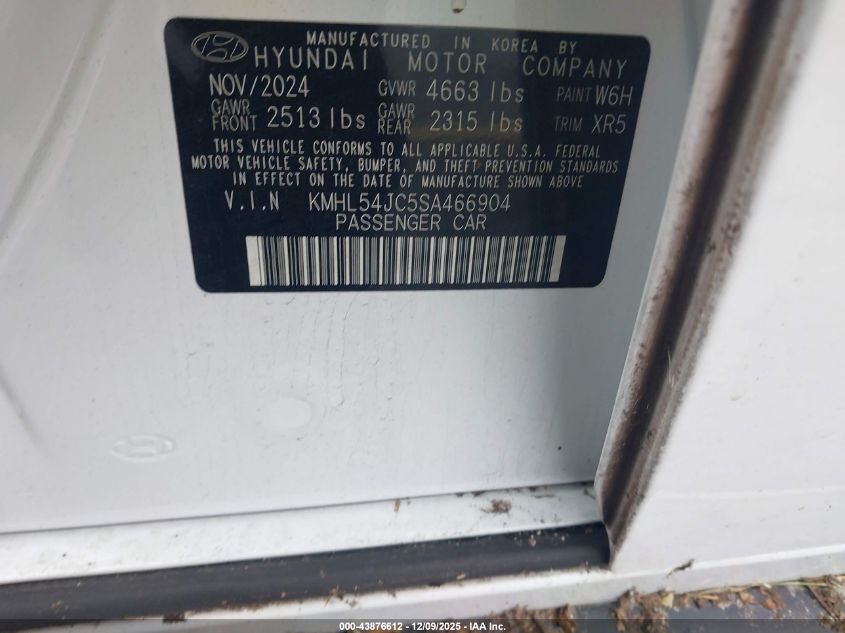 MANUFACTURED IN KOREA BY
HYUNDAI MOTOR COMPANY
NOV/2024 GVWR 4663 lbs PAINT W6H
GAWR FRONT 2513 lbs GAWR REAR 2315 lbs TRIM XR5
THIS VEHICLE CONFORMS TO ALL APPLICABLE U.S.A. FEDERAL
MOTOR VEHICLE SAFETY, BUMPER, AND THEFT PREVENTION STANDARDS
IN EFFECT ON THE DATE OF MANUFACTURE SHOWN ABOVE
V.I.N KMHL54JC5SA466904
PASSENGER CAR
000-43876612 - 12/09/2025 - IAA Inc.